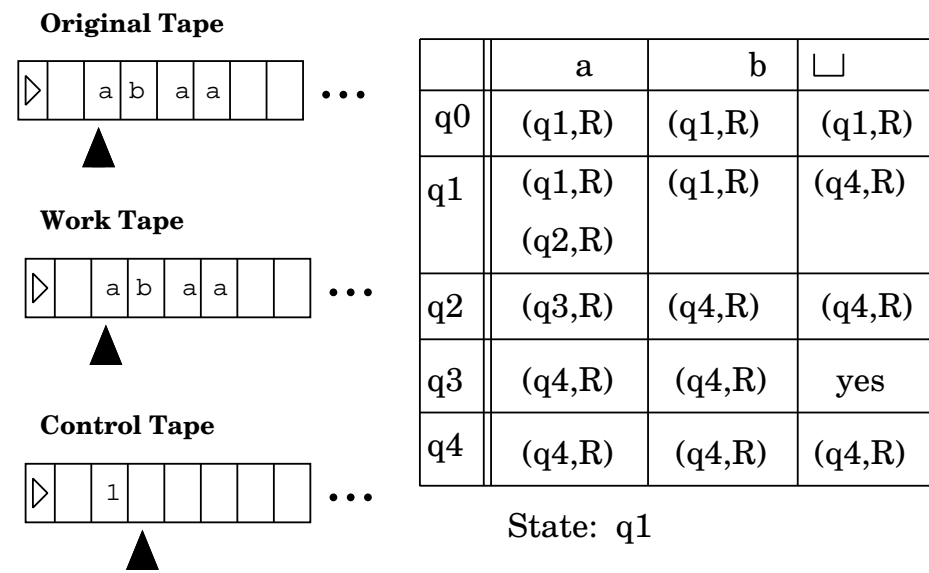 Original Tape
▷ a b a a ...
Work Tape
▷ a b a a ...
Control Tape
▷ 1 ...
a b ⊔
q0 (q1,R) (q1,R) (q1,R)
q1 (q1,R) (q1,R) (q4,R)
(q2,R)
q2 (q3,R) (q4,R) (q4,R)
q3 (q4,R) (q4,R) yes
q4 (q4,R) (q4,R) (q4,R)
State: q1